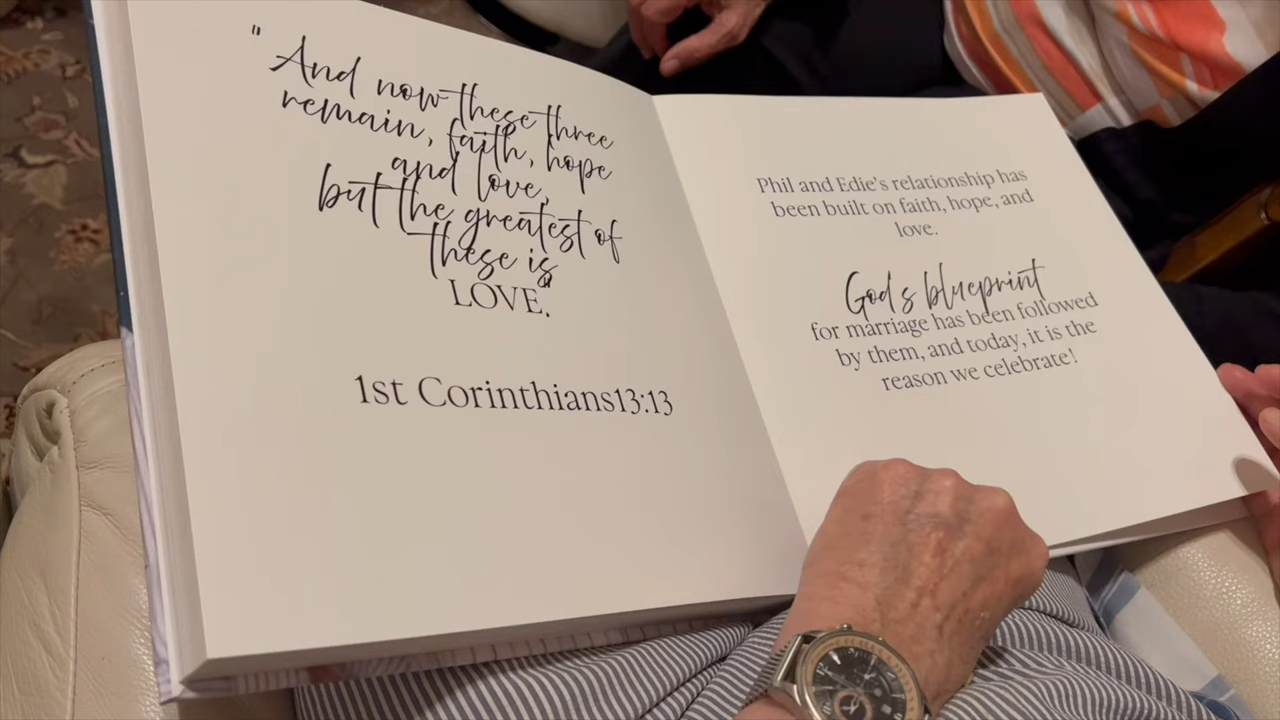 " And now these three
remain, faith, hope
and love,
but the greatest of
these is
LOVE."
1st Corinthians13:13
Phil and Edie's relationship has
been built on faith, hope, and
love.
God's blueprint
for marriage has been followed
by them, and today, it is the
reason we celebrate!